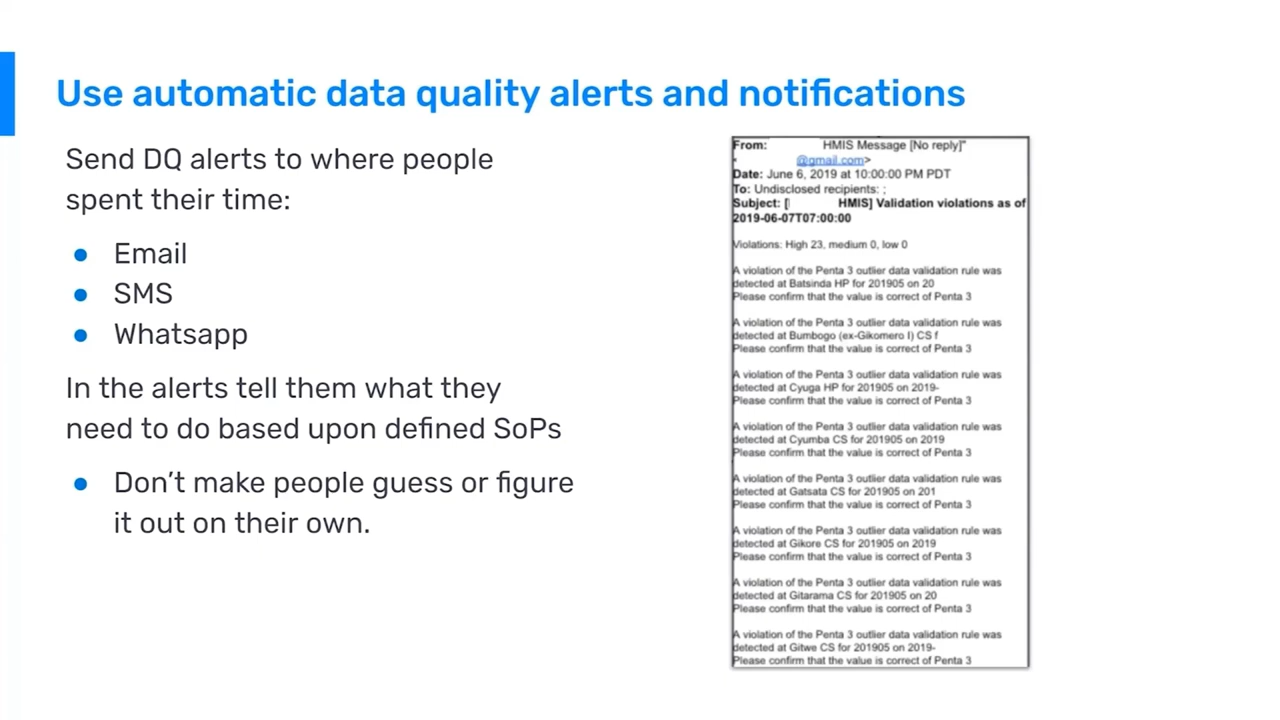 Use automatic data quality alerts and notifications
Send DQ alerts to where people
spent their time:
Email
SMS
Whatsapp
In the alerts tell them what they
need to do based upon defined SoPs
Don't make people guess or figure
it out on their own.
From: HMIS Message [No reply]"
@gmail.com>
Date: June 6, 2019 at 10:00:00 PM PDT
To: Undisclosed recipients: ;
Subject: [ HMIS] Validation violations as of
2019-06-07T07:00:00
Violations: High 23, medium 0, low 0
A violation of the Penta 3 outlier data validation rule was
detected at Batsinda HP for 201905 on 20
Please confirm that the value is correct of Penta 3
A violation of the Penta 3 outlier data validation rule was
detected at Bumbogo (ex-Gikomero I) CS f
Please confirm that the value is correct of Penta 3
A violation of the Penta 3 outlier data validation rule was
detected at Cyuga HP for 201905 on 2019-
Please confirm that the value is correct of Penta 3
A violation of the Penta 3 outlier data validation rule was
detected at Cyumba CS for 201905 on 2019
Please confirm that the value is correct of Penta 3
A violation of the Penta 3 outlier data validation rule was
detected at Gatsata CS for 201905 on 201
Please confirm that the value is correct of Penta 3
A violation of the Penta 3 outlier data validation rule was
detected at Gikore CS for 201905 on 2019
Please confirm that the value is correct of Penta 3
A violation of the Penta 3 outlier data validation rule was
detected at Gitarama CS for 201905 on 20
Please confirm that the value is correct of Penta 3
A violation of the Penta 3 outlier data validation rule was
detected at Gitwe CS for 201905 on 2019-
Please confirm that the value is correct of Penta 3